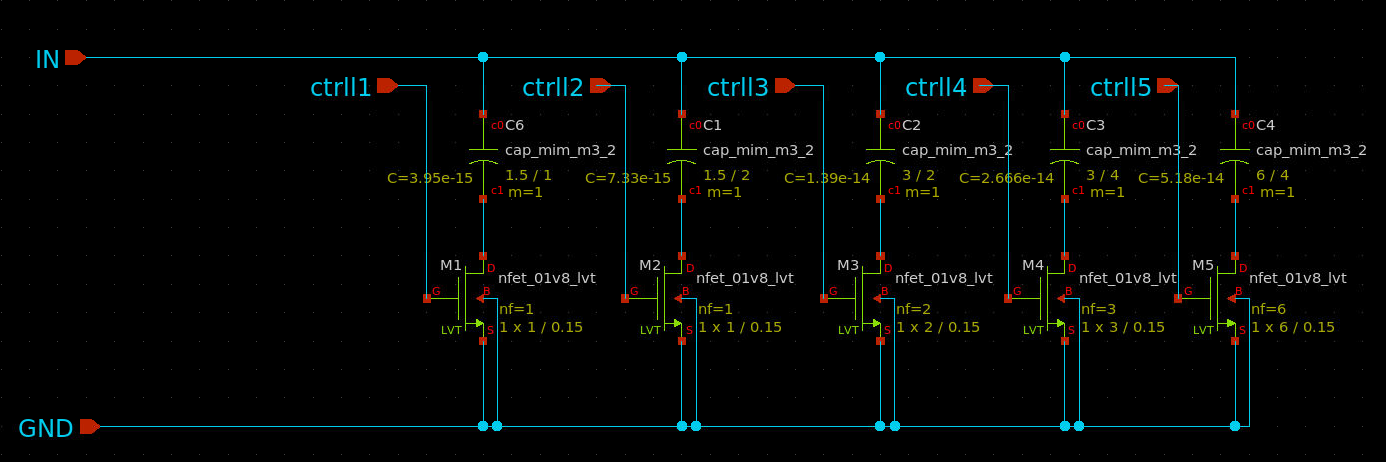 IN
ctrll1
ctrll2
ctrll3
ctrll4
ctrll5
c0 C6
cap_mim_m3_2
C=3.95e-15
1.5 / 1
c1 m=1
c0 C1
cap_mim_m3_2
C=7.33e-15
1.5 / 2
c1 m=1
c0 C2
cap_mim_m3_2
C=1.39e-14
3 / 2
c1 m=1
c0 C3
cap_mim_m3_2
C=2.666e-14
3 / 4
c1 m=1
c0 C4
cap_mim_m3_2
C=5.18e-14
6 / 4
c1 m=1
M1 D
nfet_01v8_lvt
G B
nf=1
1 x 1 / 0.15
LVT S
M2 D
nfet_01v8_lvt
G B
nf=1
1 x 1 / 0.15
LVT S
M3 D
nfet_01v8_lvt
G B
nf=2
1 x 2 / 0.15
LVT S
M4 D
nfet_01v8_lvt
G B
nf=3
1 x 3 / 0.15
LVT S
M5 D
nfet_01v8_lvt
G B
nf=6
1 x 6 / 0.15
LVT S
GND